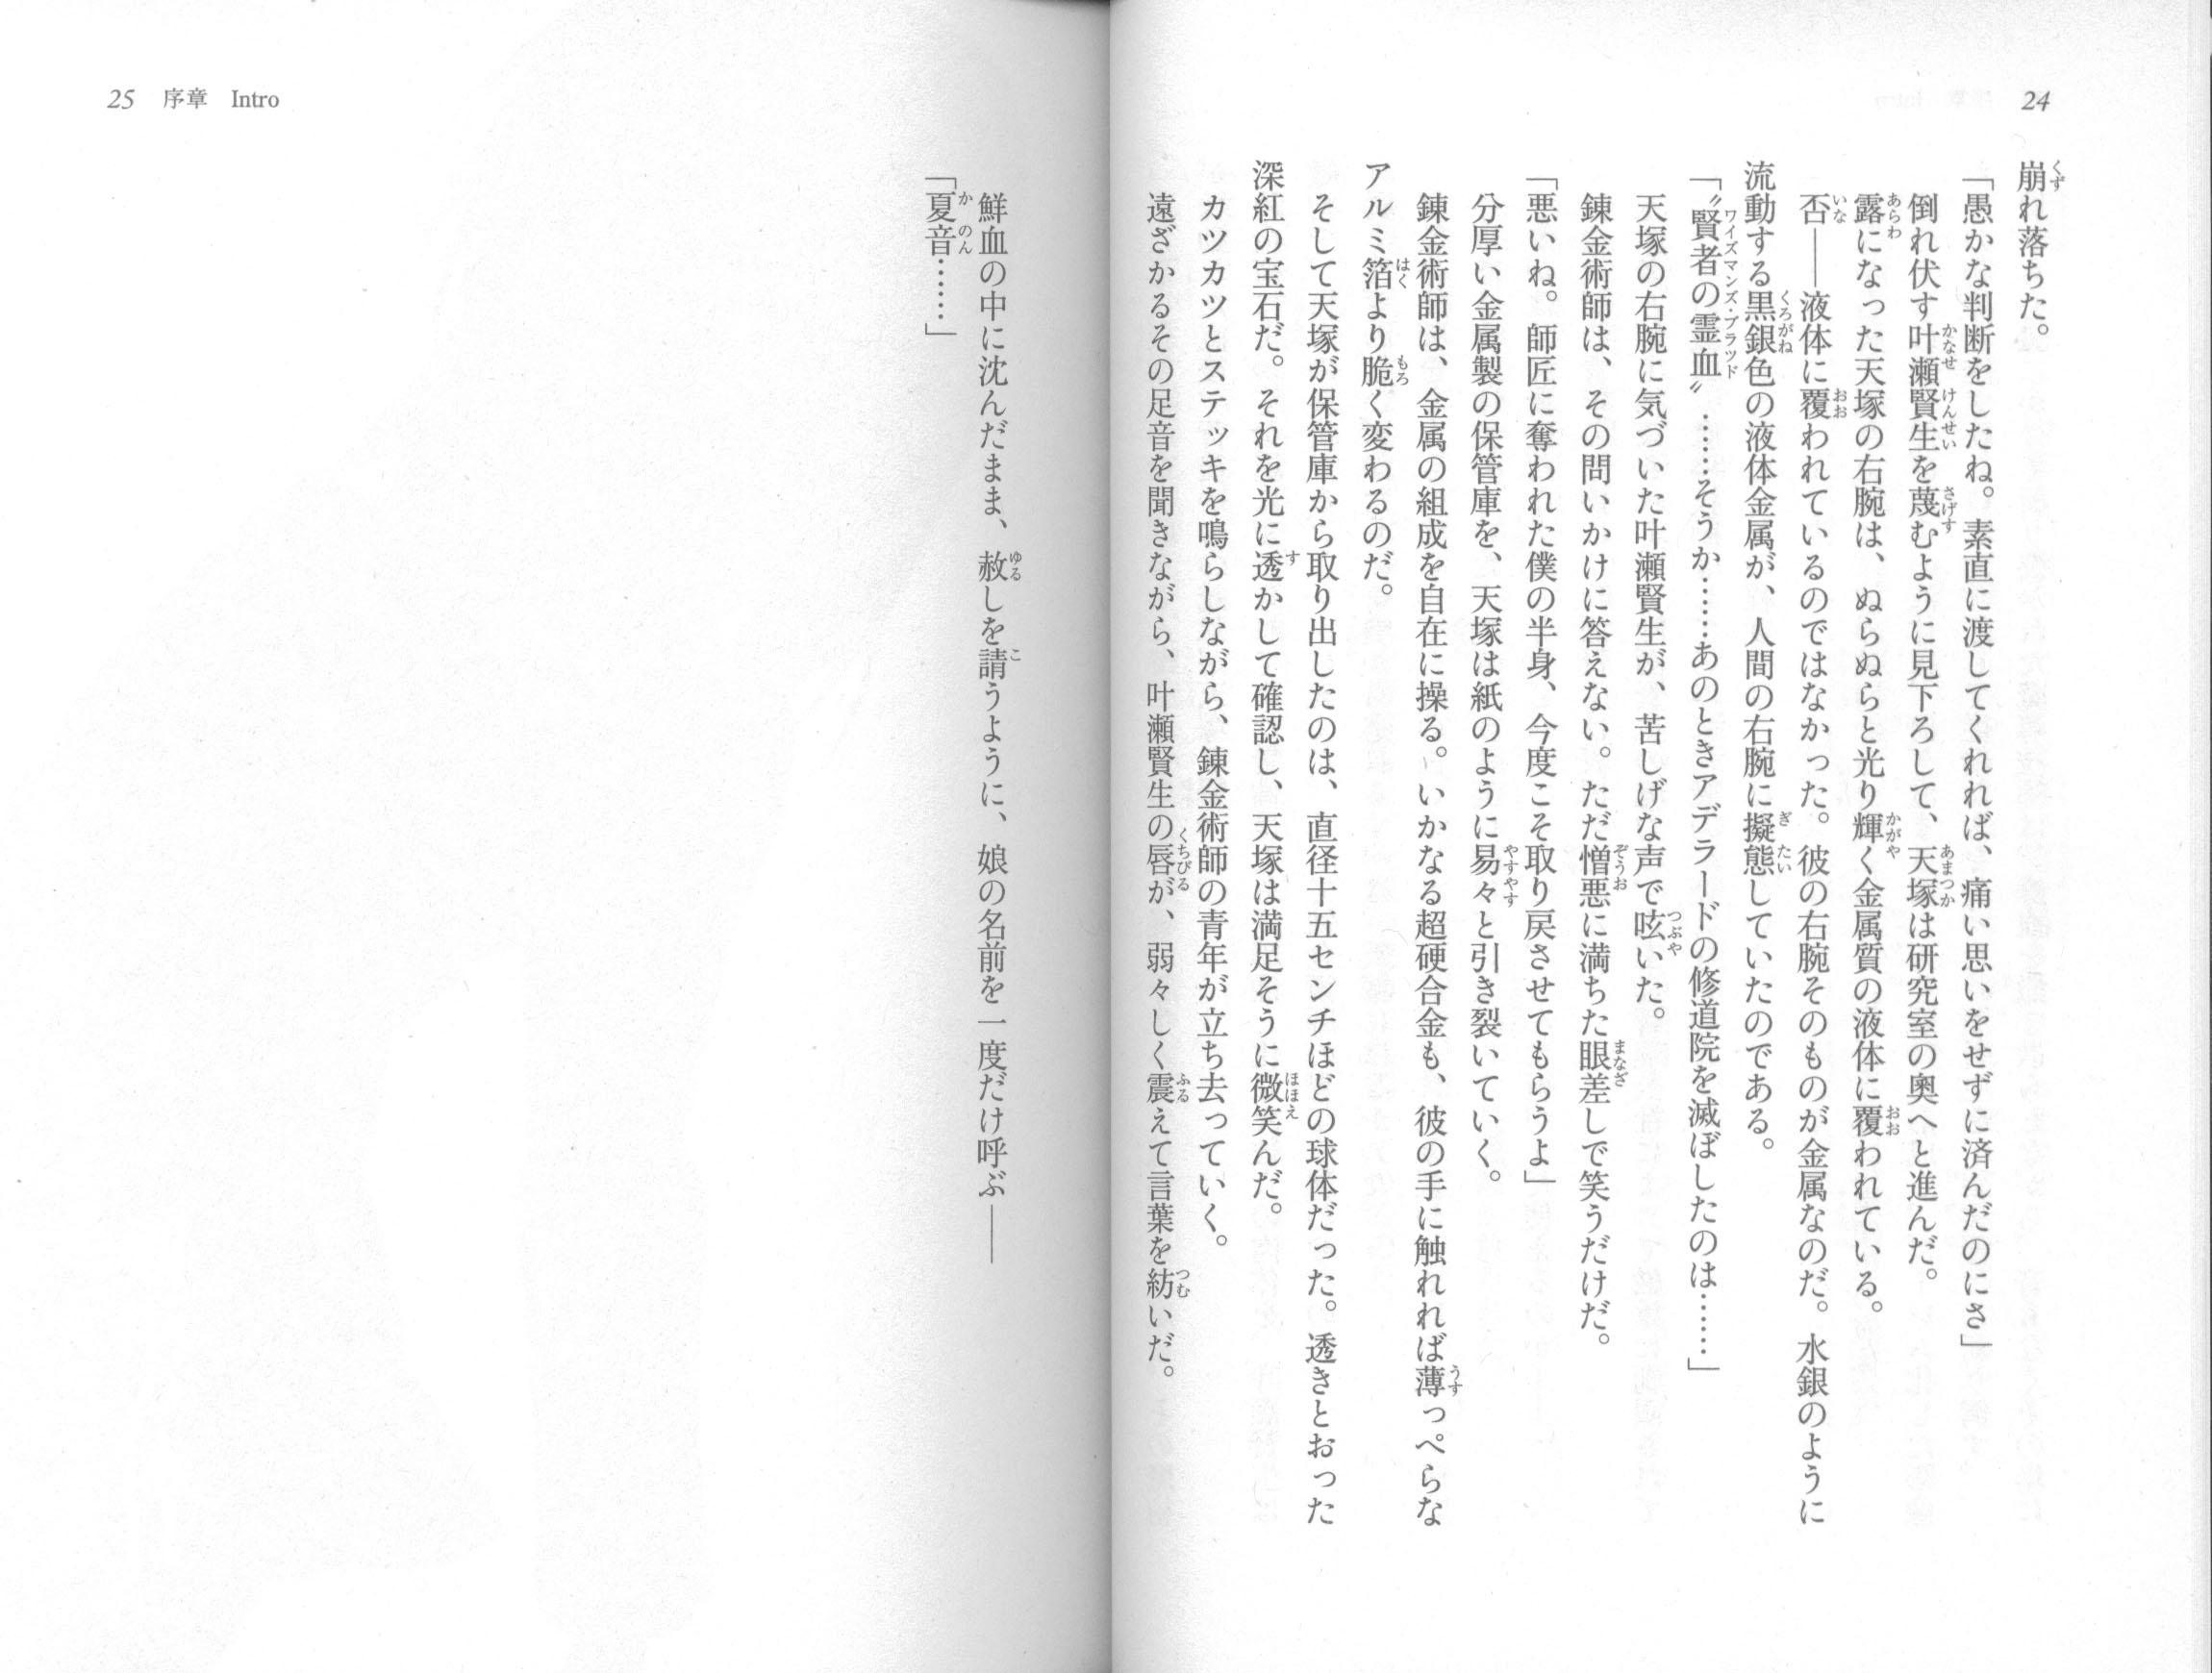 24
崩れ落ちた。
「愚かな判断をしたね。素直に渡してくれれば、痛い思いをせずに済んだのにさ」
倒れ伏す叶瀬賢生を蔑むように見下ろして、天塚は研究室の奥へと進んだ。
露になった天塚の右腕は、ぬらぬらと光り輝く金属質の液体に覆われている。
否――液体に覆われているのではなかった。彼の右腕そのものが金属なのだ。水銀のように
流動する黒銀色の液体金属が、人間の右腕に擬態していたのである。
「〝賢者の霊血〟……そうか……あのときアデラードの修道院を滅ぼしたのは……」
天塚の右腕に気づいた叶瀬賢生が、苦しげな声で呟いた。
錬金術師は、その問いかけに答えない。ただ憎悪に満ちた眼差しで笑うだけだ。
「悪いね。師匠に奪われた僕の半身、今度こそ取り戻させてもらうよ」
分厚い金属製の保管庫を、天塚は紙のように易々と引き裂いていく。
錬金術師は、金属の組成を自在に操る。いかなる超硬合金も、彼の手に触れれば薄っぺらな
アルミ箔より脆く変わるのだ。
そして天塚が保管庫から取り出したのは、直径十五センチほどの球体だった。透きとおった
深紅の宝石だ。それを光に透かして確認し、天塚は満足そうに微笑んだ。
カツカツとステッキを鳴らしながら、錬金術師の青年が立ち去っていく。
遠ざかるその足音を聞きながら、叶瀬賢生の唇が、弱々しく震えて言葉を紡いだ。
25 序章 Intro
鮮血の中に沈んだまま、赦しを請うように、娘の名前を一度だけ呼ぶ――
「夏音……」